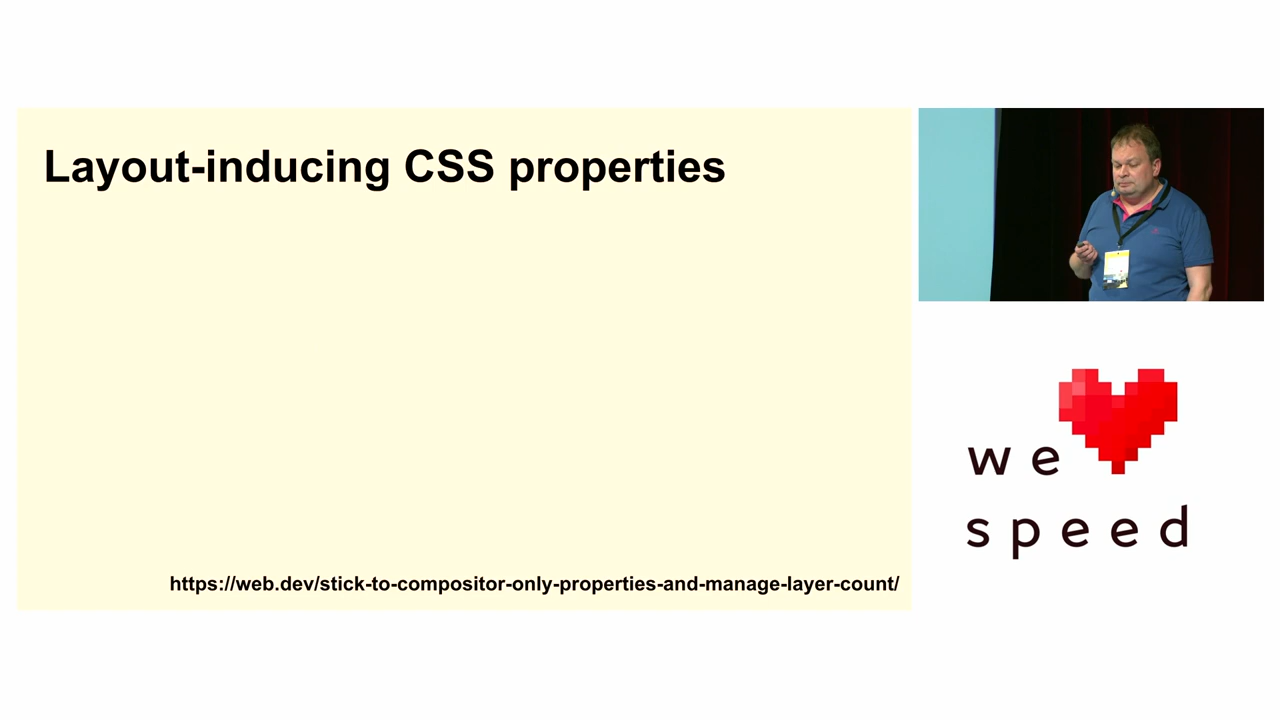 Layout-inducing CSS properties
https://web.dev/stick-to-compositor-only-properties-and-manage-layer-count/
we
speed